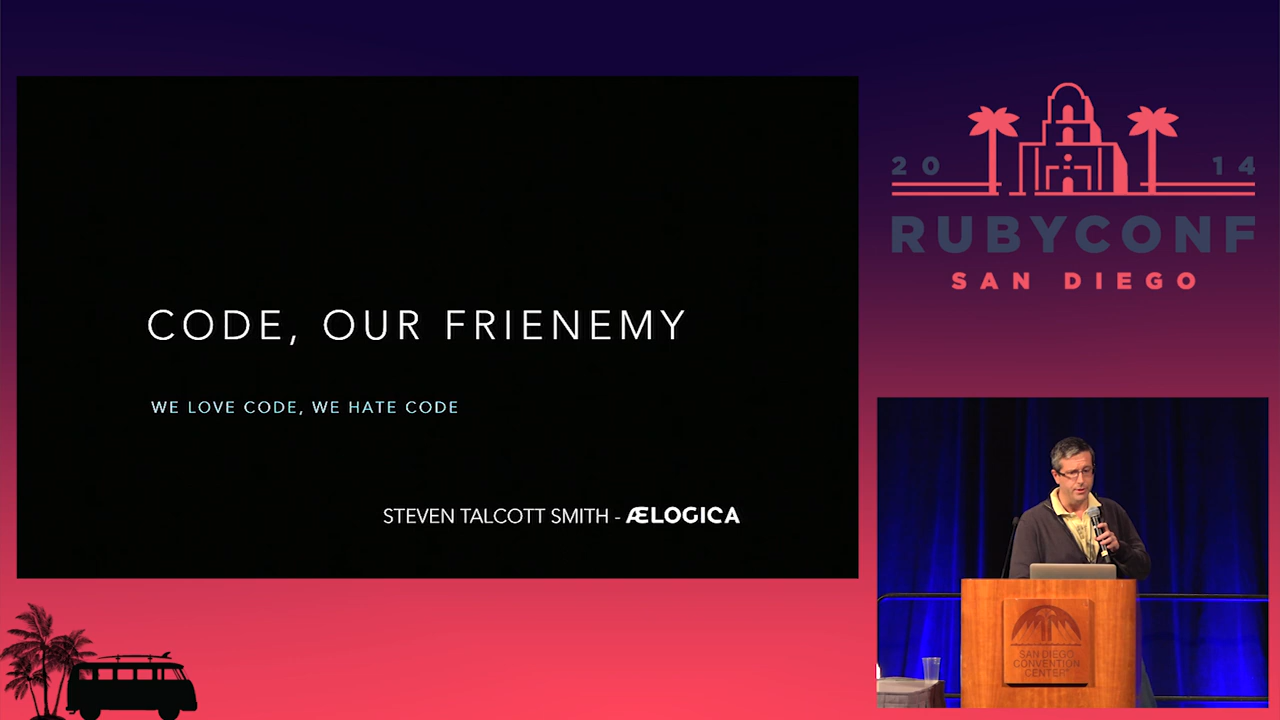 CODE, OUR FRIENEMY
WE LOVE CODE, WE HATE CODE
STEVEN TALCOTT SMITH - ÆLOGICA
20 14
RUBYCONF
SAN DIEGO
SAN DIEGO
CONVENTION
CENTER